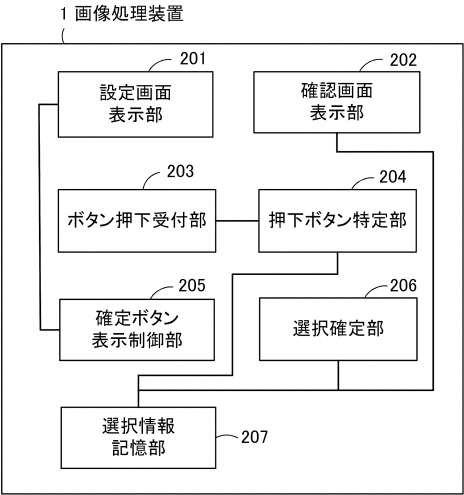 1 画像処理装置
201
設定画面
表示部
202
確認画面
表示部
203
ボタン押下受付部
204
押下ボタン特定部
205
確定ボタン
表示制御部
206
選択確定部
選択情報
記憶部
207